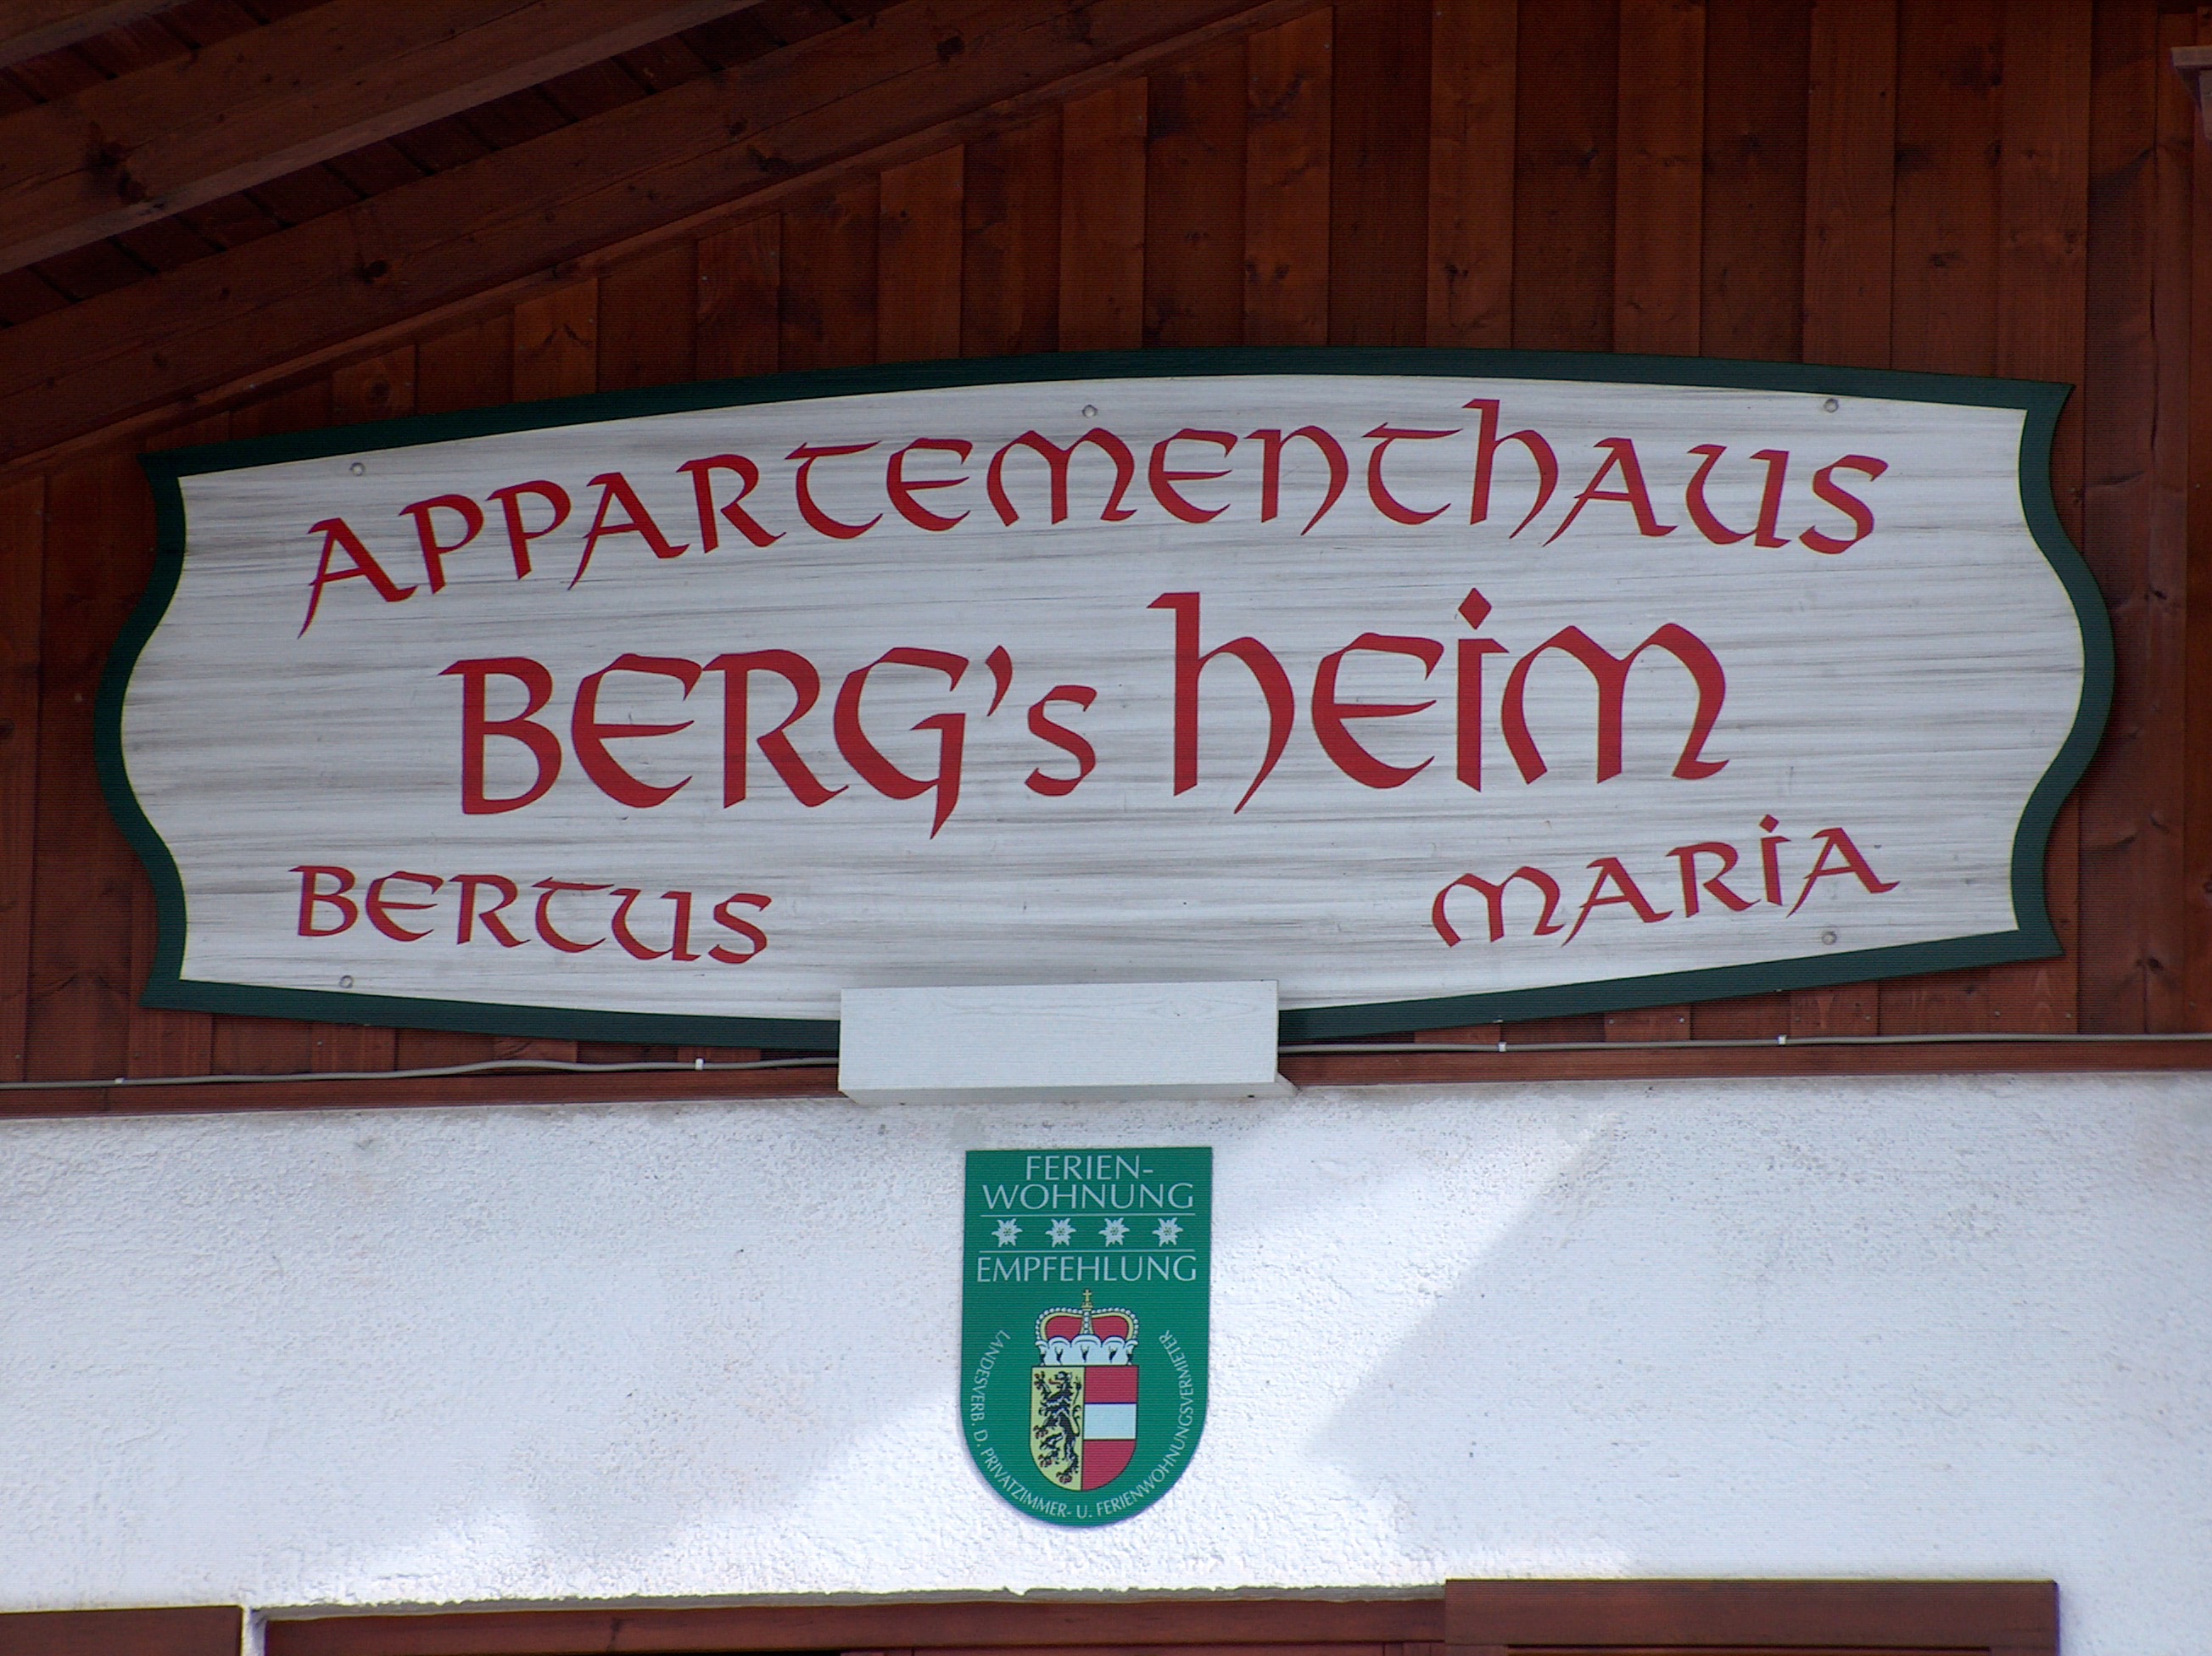 APPARTEMENTHAUS
BERG's HEIM
BERTUS MARIA
FERIEN-
WOHNUNG
EMPFEHLUNG
LANDESVERB. D. PRIVATZIMMER- U. FERIENWOHNUNGSVERMIETER